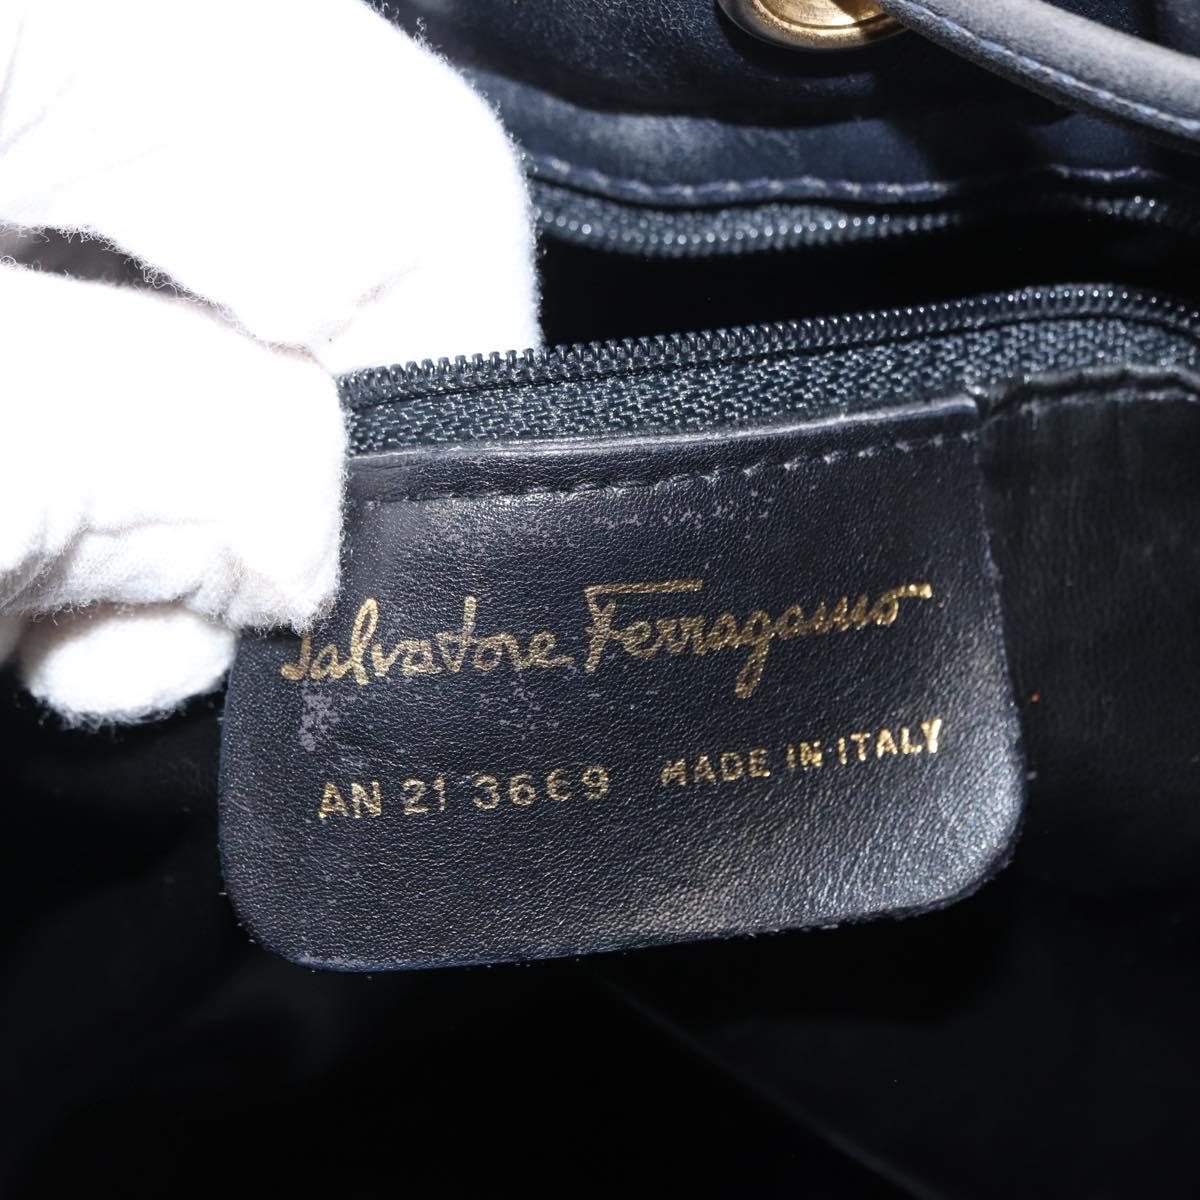 Salvatore Ferragamo
AN 21 3669 MADE IN ITALY